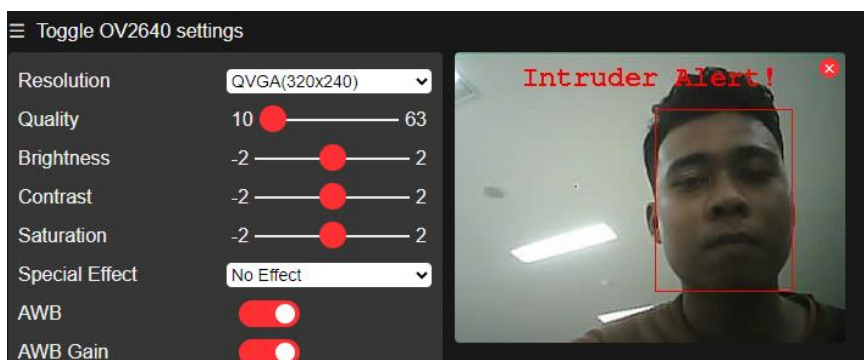 ☰ Toggle OV2640 settings
Resolution QVGA(320x240)
Quality 10 63
Brightness -2 2
Contrast -2 2
Saturation -2 2
Special Effect No Effect
AWB
AWB Gain
Intruder Alert!